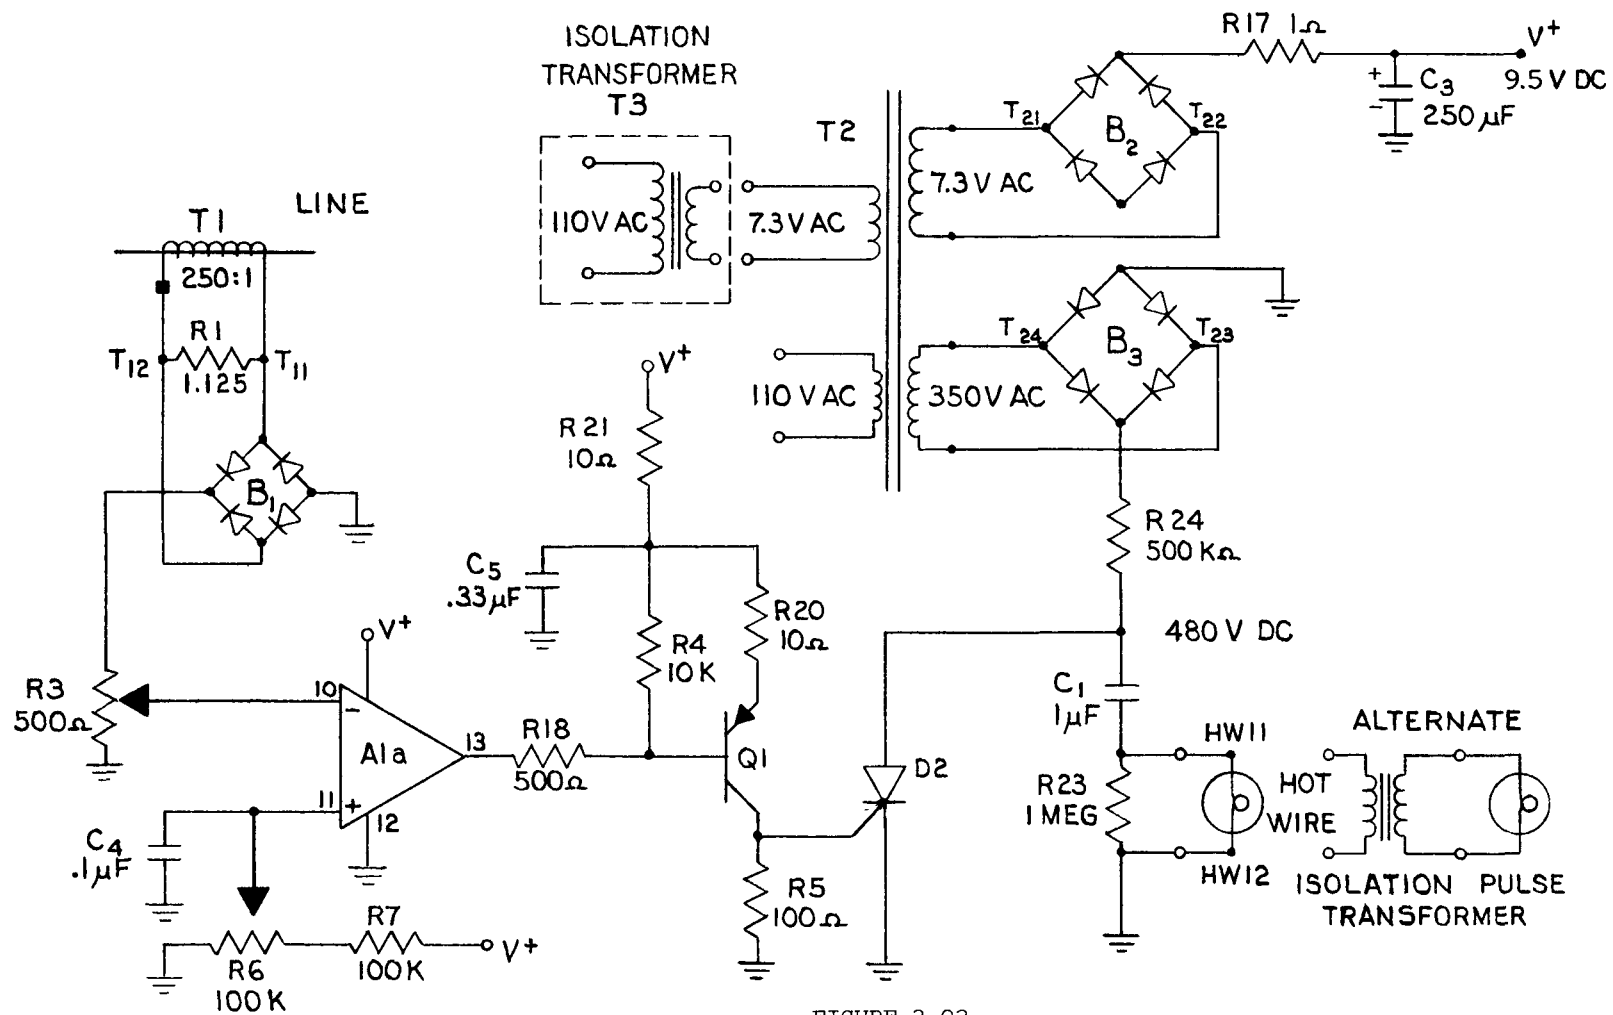 ISOLATION
TRANSFORMER
T3
110V AC
7.3V AC
T2
R17 1Ω
V+
9.5V DC
+
−
C3
250 µF
T21
B2
T22
7.3V AC
T1
LINE
250:1
R1
1.125
T12
T11
B1
T24
B3
T23
110 V AC
350V AC
V+
R21
10Ω
R24
500 KΩ
C5
.33µF
R20
10Ω
R4
10K
480V DC
V+
R3
500Ω
10
−
A1a
13
11
+
12
R18
500Ω
Q1
D2
C1
1µF
HW11
R23
1 MEG
HOT
WIRE
HW12
ALTERNATE
ISOLATION PULSE
TRANSFORMER
C4
.1µF
R5
100Ω
R6
100K
R7
100K
V+